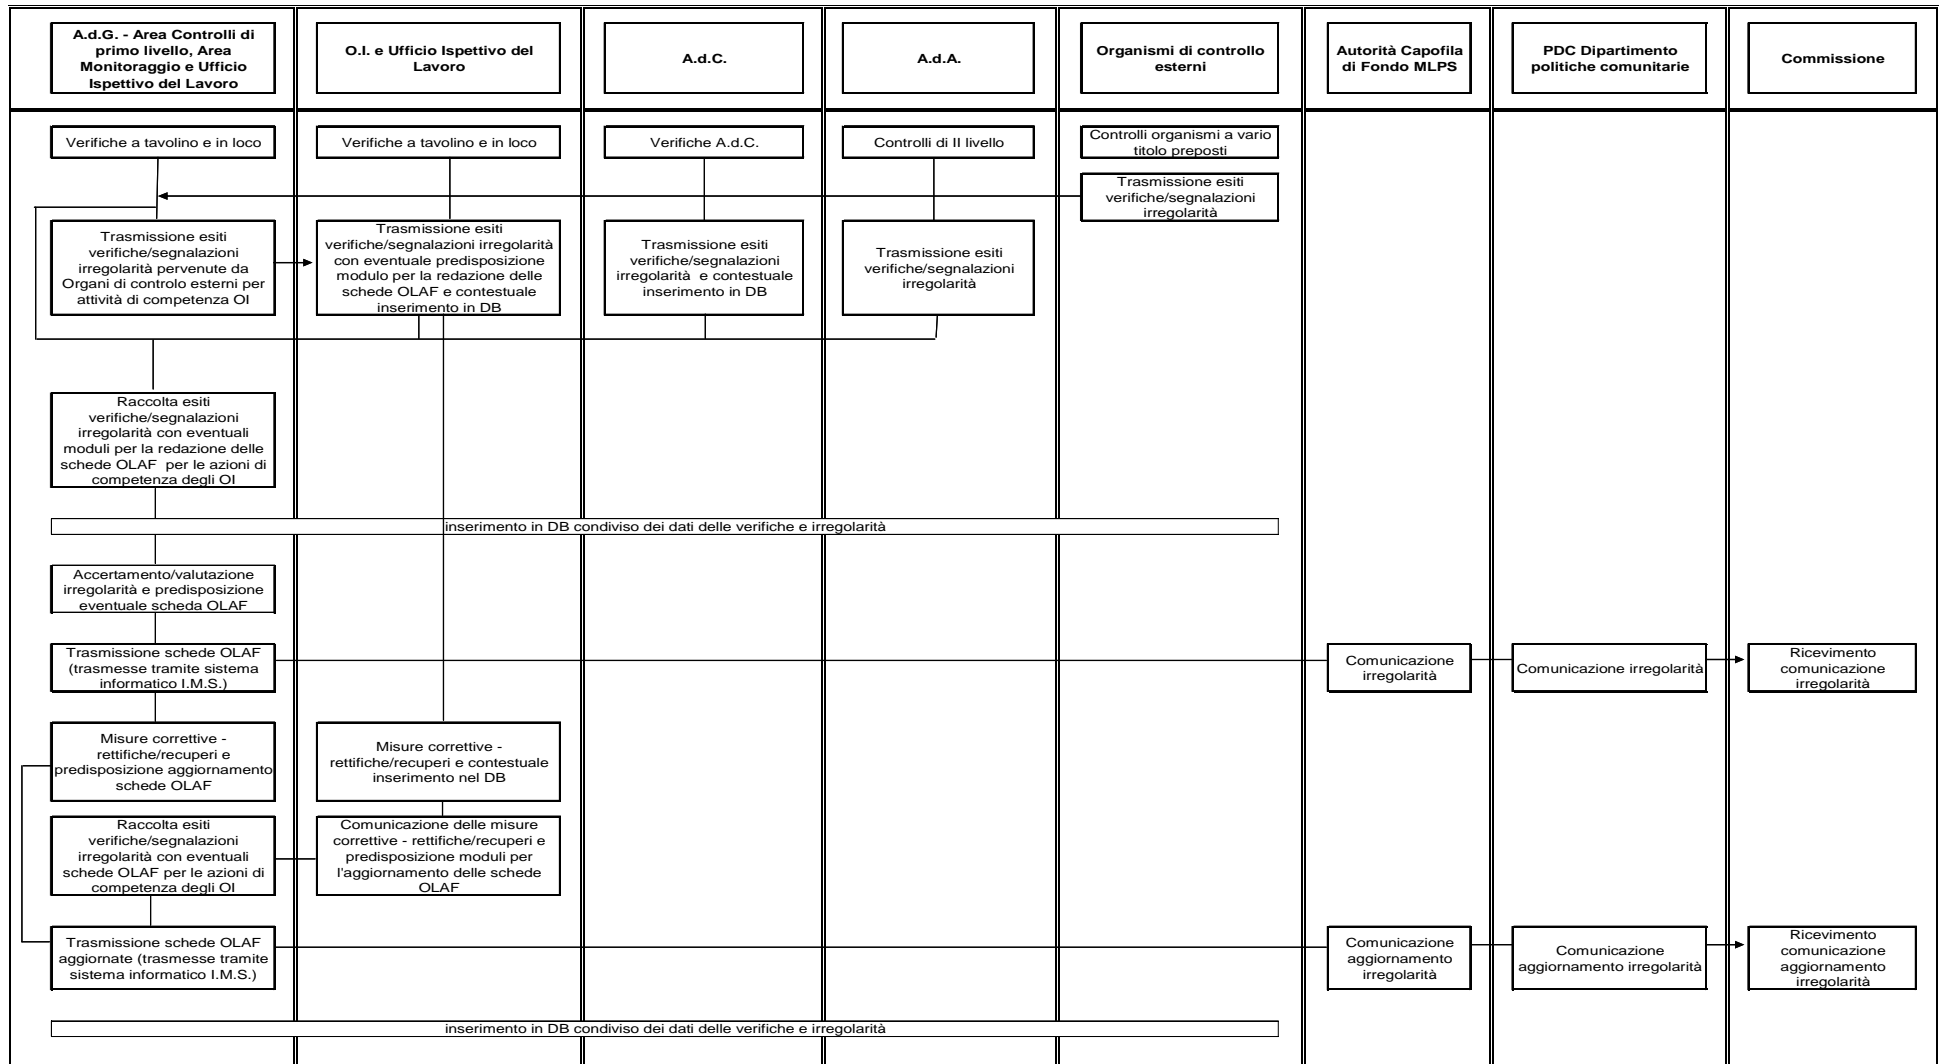 A.d.G. - Area Controlli di
primo livello, Area
Monitoraggio e Ufficio
Ispettivo del Lavoro
O.I. e Ufficio Ispettivo del
Lavoro
A.d.C.
A.d.A.
Organismi di controllo
esterni
Autorità Capofila
di Fondo MLPS
PDC Dipartimento
politiche comunitarie
Commissione
Verifiche a tavolino e in loco
Verifiche a tavolino e in loco
Verifiche A.d.C.
Controlli di II livello
Controlli organismi a vario
titolo preposti
Trasmissione esiti
verifiche/segnalazioni
irregolarità
Trasmissione esiti
verifiche/segnalazioni
irregolarità pervenute da
Organi di controlo esterni per
attività di competenza OI
Trasmissione esiti
verifiche/segnalazioni irregolarità
con eventuale predisposizione
modulo per la redazione delle
schede OLAF e contestuale
inserimento in DB
Trasmissione esiti
verifiche/segnalazioni
irregolarità e contestuale
inserimento in DB
Trasmissione esiti
verifiche/segnalazioni
irregolarità
Raccolta esiti
verifiche/segnalazioni
irregolarità con eventuali
moduli per la redazione delle
schede OLAF per le azioni di
competenza degli OI
inserimento in DB condiviso dei dati delle verifiche e irregolarità
Accertamento/valutazione
irregolarità e predisposizione
eventuale scheda OLAF
Trasmissione schede OLAF
(trasmesse tramite sistema
informatico I.M.S.)
Comunicazione
irregolarità
Comunicazione irregolarità
Ricevimento
comunicazione
irregolarità
Misure correttive -
rettifiche/recuperi e
predisposizione aggiornamento
schede OLAF
Misure correttive -
rettifiche/recuperi e contestuale
inserimento nel DB
Raccolta esiti
verifiche/segnalazioni
irregolarità con eventuali
schede OLAF per le azioni di
competenza degli OI
Comunicazione delle misure
correttive - rettifiche/recuperi e
predisposizione moduli per
l'aggiornamento delle schede
OLAF
Trasmissione schede OLAF
aggiornate (trasmesse tramite
sistema informatico I.M.S.)
Comunicazione
aggiornamento
irregolarità
Comunicazione
aggiornamento irregolarità
Ricevimento
comunicazione
aggiornamento
irregolarità
inserimento in DB condiviso dei dati delle verifiche e irregolarità